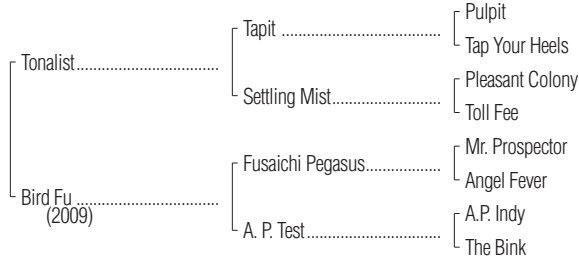 Pulpit
Tapit ........................................
Tap Your Heels
Tonalist....................................
Pleasant Colony
Settling Mist...........................
Toll Fee
Mr. Prospector
Fusaichi Pegasus..................
Angel Fever
Bird Fu ....................................
(2009)
A.P. Indy
A. P. Test.................................
The Bink